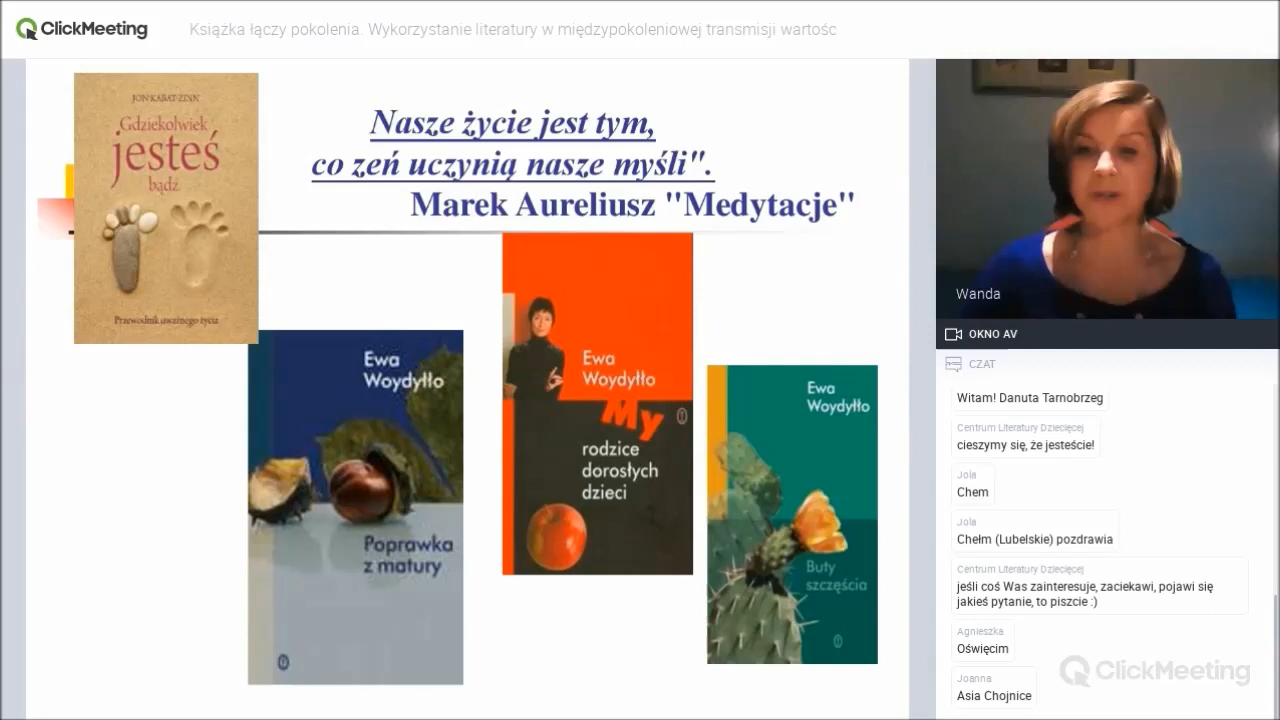 ClickMeeting
Książka łączy pokolenia. Wykorzystanie literatury w międzypokoleniowej transmisji wartośc
JON KABAT-ZINN
Gdziekolwiek
jesteś
bądź
Przewodnik uważnego życia
Nasze życie jest tym,
co zeń uczynią nasze myśli".
Marek Aureliusz "Medytacje"
Ewa
Woydyłło
Poprawka
z matury
Ewa
Woydyłło
My
rodzice
dorosłych
dzieci
Ewa
Woydyłło
Buty
szczęścia
Wanda
OKNO AV
CZAT
Witam! Danuta Tarnobrzeg
Centrum Literatury Dziecięcej
cieszymy się, że jesteście!
Jola
Chem
Jola
Chełm (Lubelskie) pozdrawia
Centrum Literatury Dziecięcej
jeśli coś Was zainteresuje, zaciekawi, pojawi się
jakieś pytanie, to piszcie :)
Agnieszka
Oświęcim
Joanna
Asia Chojnice
ClickMeeting